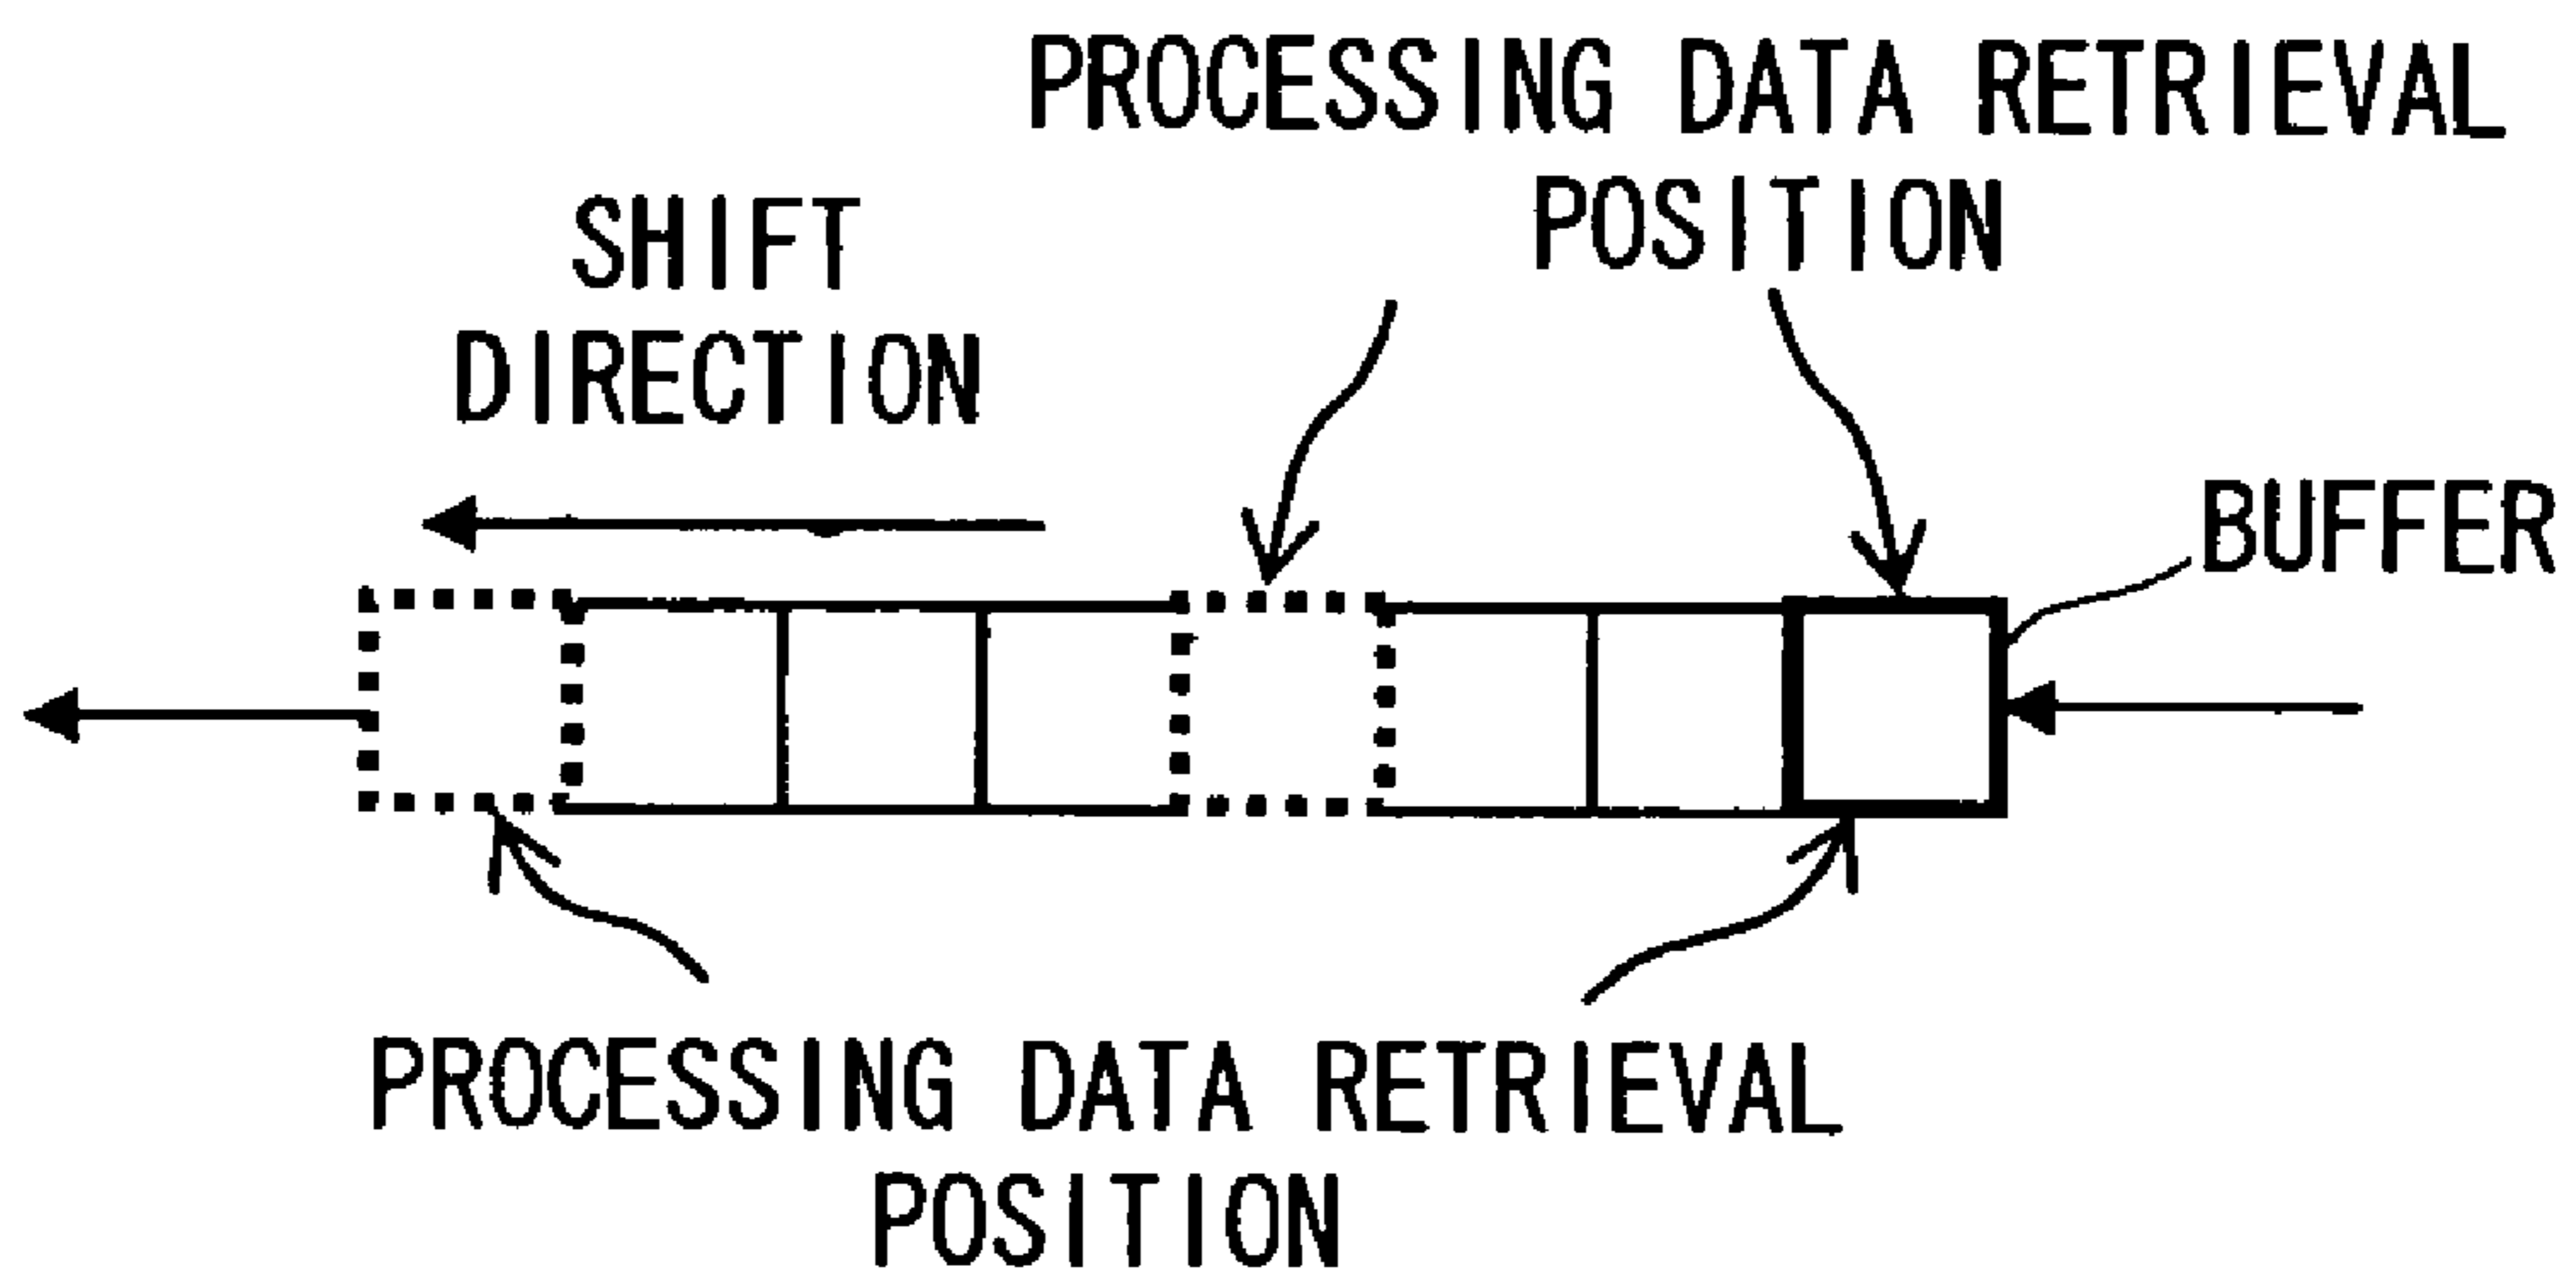 PROCESSING DATA RETRIEVAL
POSITION
SHIFT
DIRECTION
BUFFER
PROCESSING DATA RETRIEVAL
POSITION